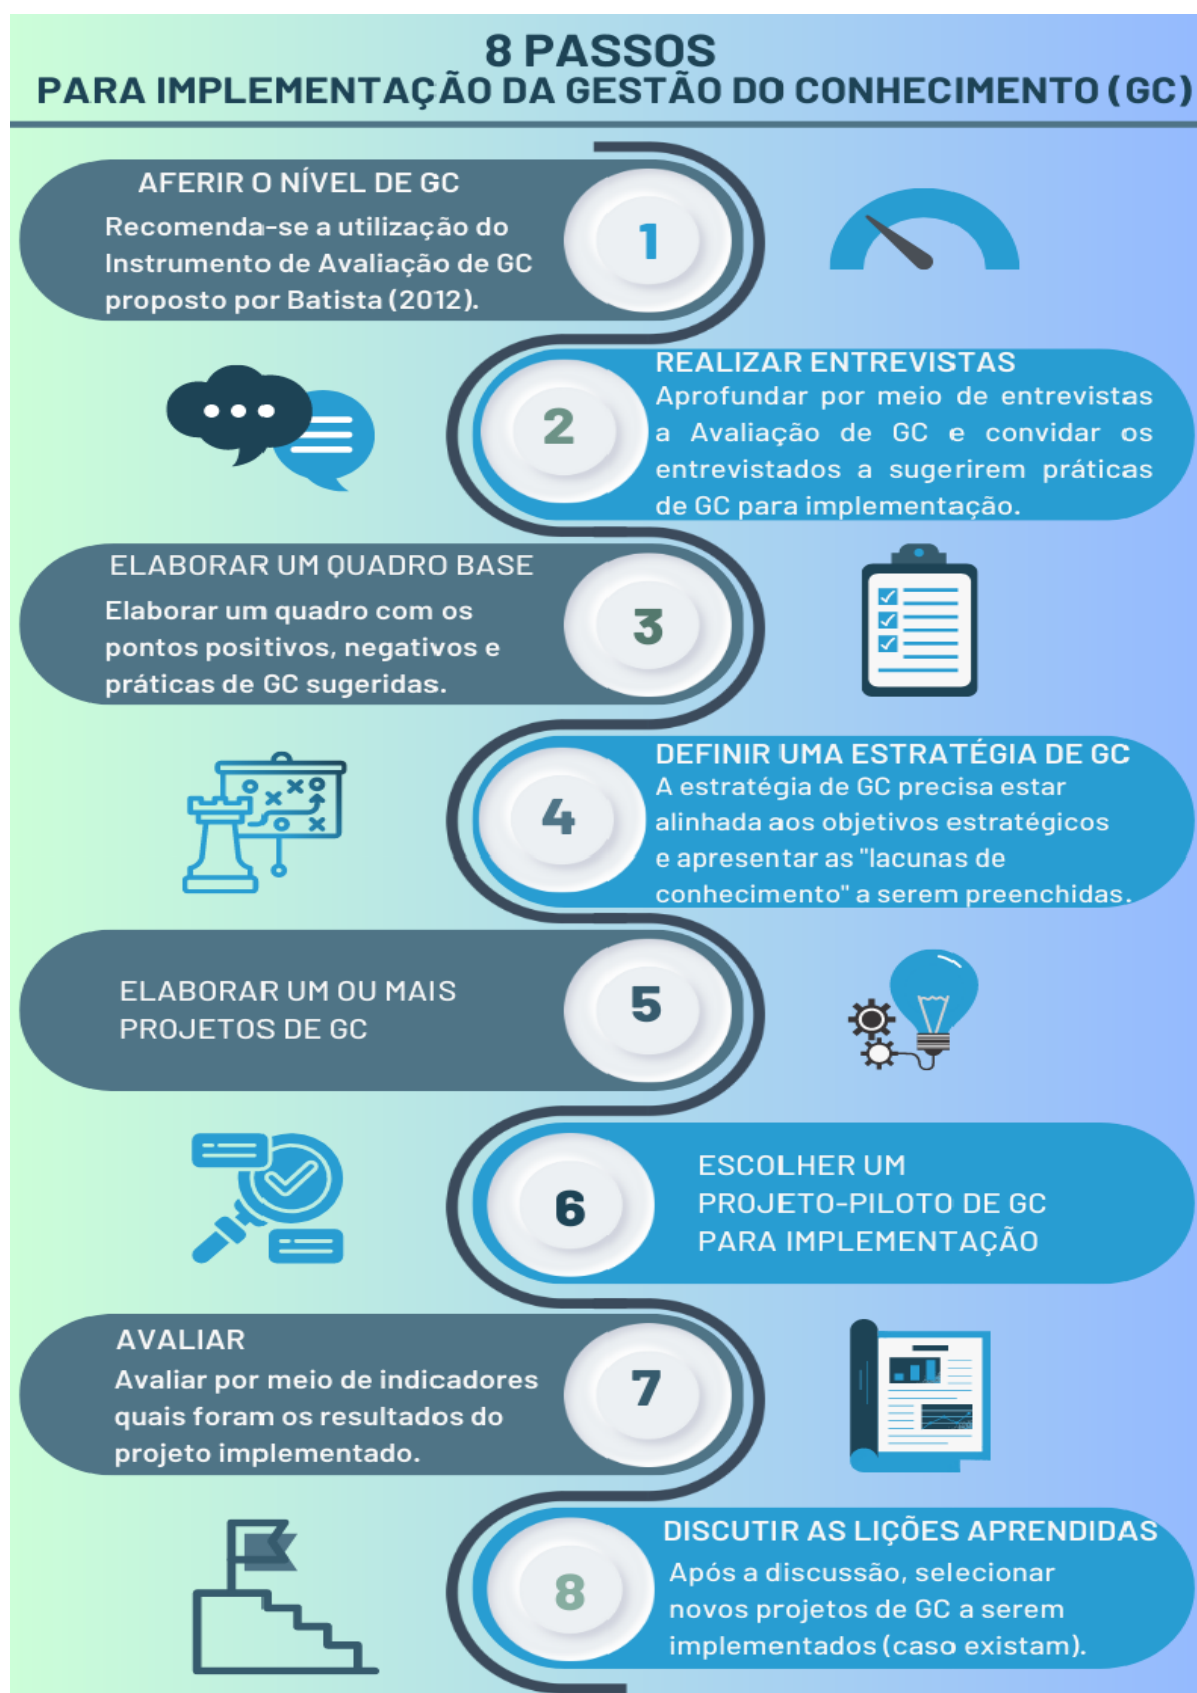 8 PASSOS
PARA IMPLEMENTAÇÃO DA GESTÃO DO CONHECIMENTO (GC)
AFERIR O NÍVEL DE GC
Recomenda-se a utilização do
Instrumento de Avaliação de GC
proposto por Batista (2012).
1
2
REALIZAR ENTREVISTAS
Aprofundar por meio de entrevistas
a Avaliação de GC e convidar os
entrevistados a sugerirem práticas
de GC para implementação.
ELABORAR UM QUADRO BASE
Elaborar um quadro com os
pontos positivos, negativos e
práticas de GC sugeridas.
3
4
DEFINIR UMA ESTRATÉGIA DE GC
A estratégia de GC precisa estar
alinhada aos objetivos estratégicos
e apresentar as "lacunas de
conhecimento" a serem preenchidas.
ELABORAR UM OU MAIS
PROJETOS DE GC
5
6
ESCOLHER UM
PROJETO-PILOTO DE GC
PARA IMPLEMENTAÇÃO
AVALIAR
Avaliar por meio de indicadores
quais foram os resultados do
projeto implementado.
7
8
DISCUTIR AS LIÇÕES APRENDIDAS
Após a discussão, selecionar
novos projetos de GC a serem
implementados (caso existam).